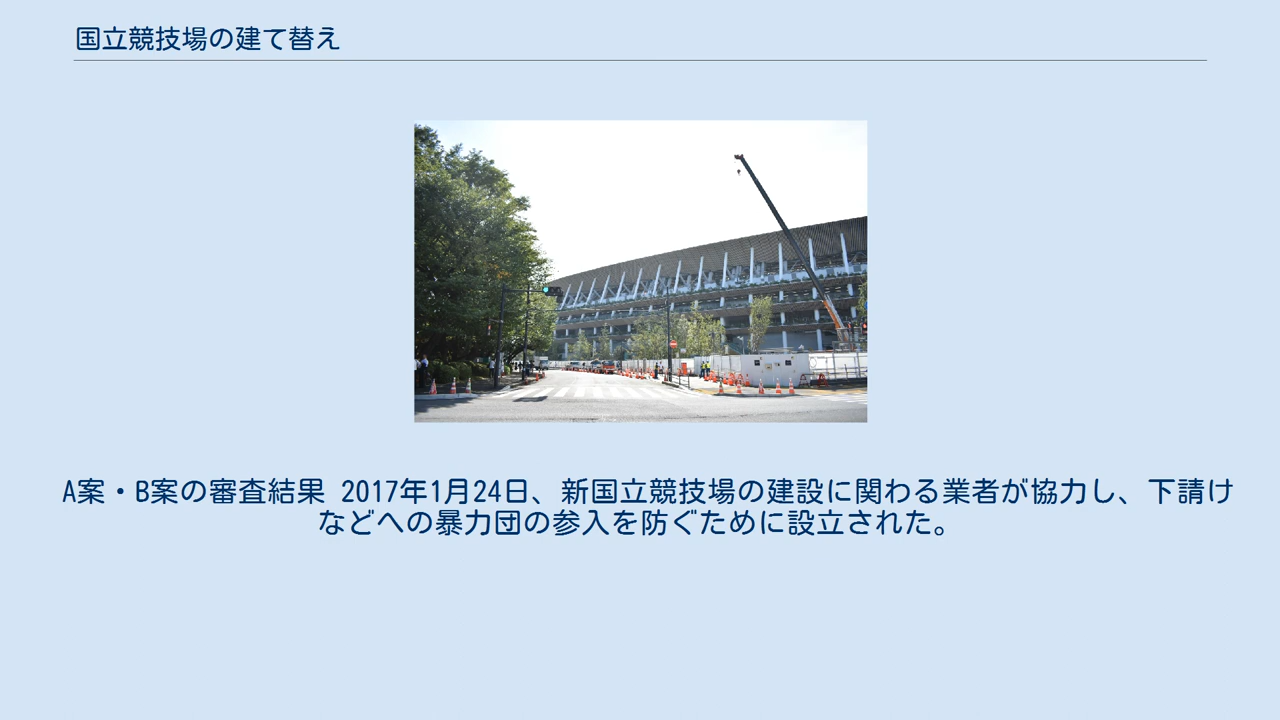 国立競技場の建て替え
A案・B案の審査結果 2017年1月24日、新国立競技場の建設に関わる業者が協力し、下請け
などへの暴力団の参入を防ぐために設立された。